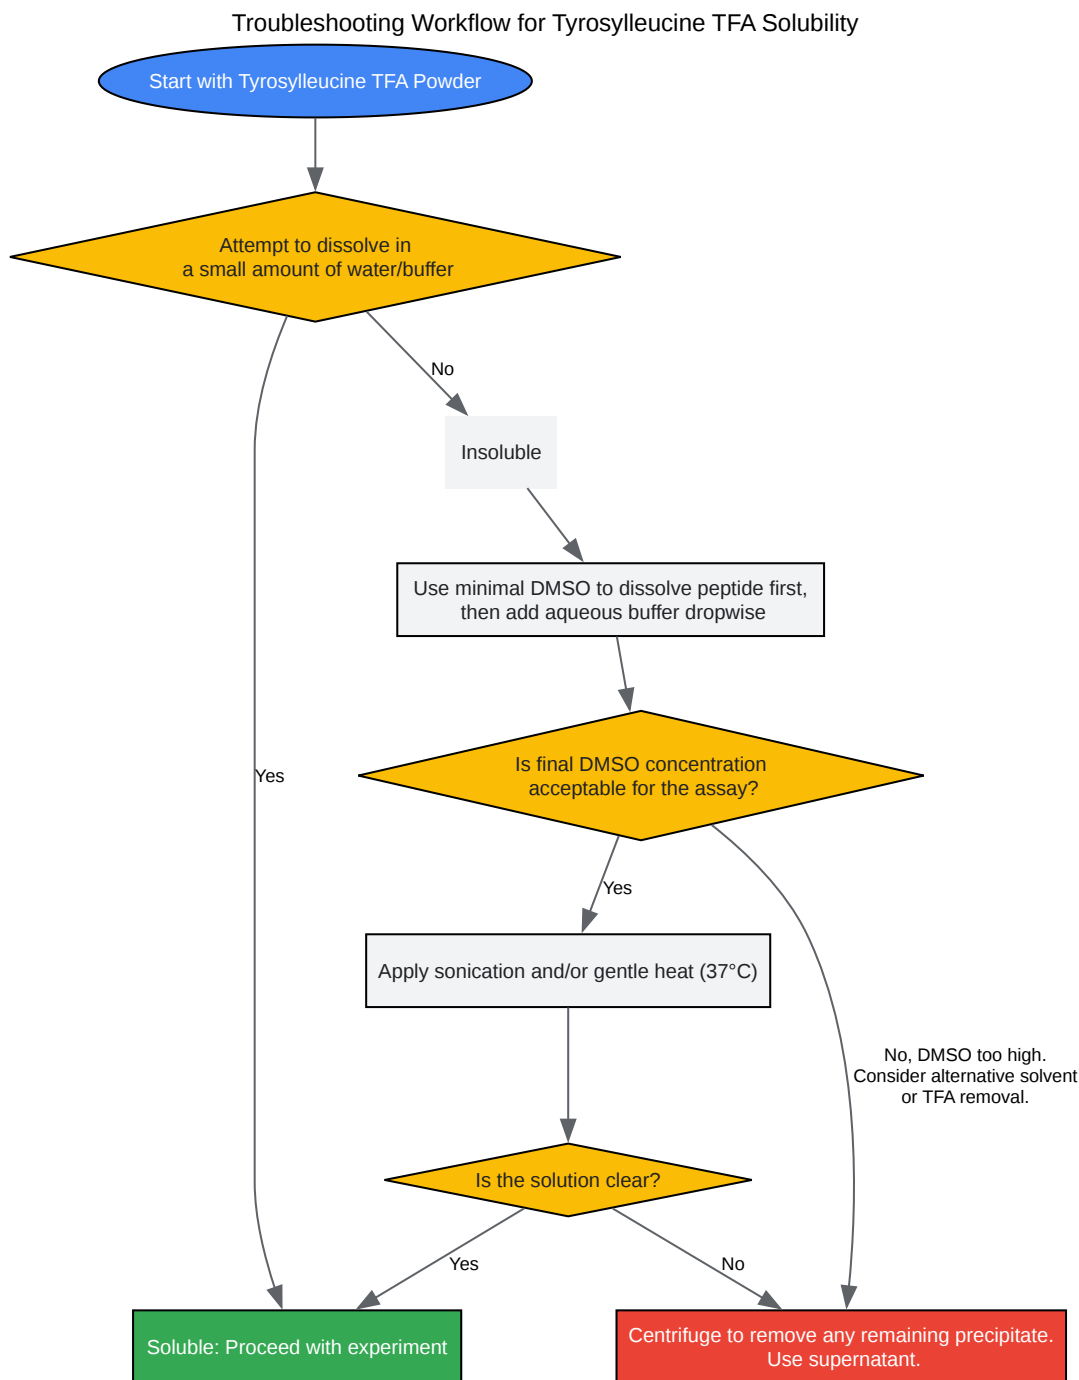 Troubleshooting Workflow for Tyrosylleucine TFA Solubility
Start with Tyrosylleucine TFA Powder
Attempt to dissolve in
a small amount of water/buffer
No
Insoluble
Use minimal DMSO to dissolve peptide first,
then add aqueous buffer dropwise
Is final DMSO concentration
acceptable for the assay?
Yes
Yes
Apply sonication and/or gentle heat (37°C)
No, DMSO too high.
Consider alternative solvent
or TFA removal.
Is the solution clear?
Yes
No
Soluble: Proceed with experiment
Centrifuge to remove any remaining precipitate.
Use supernatant.